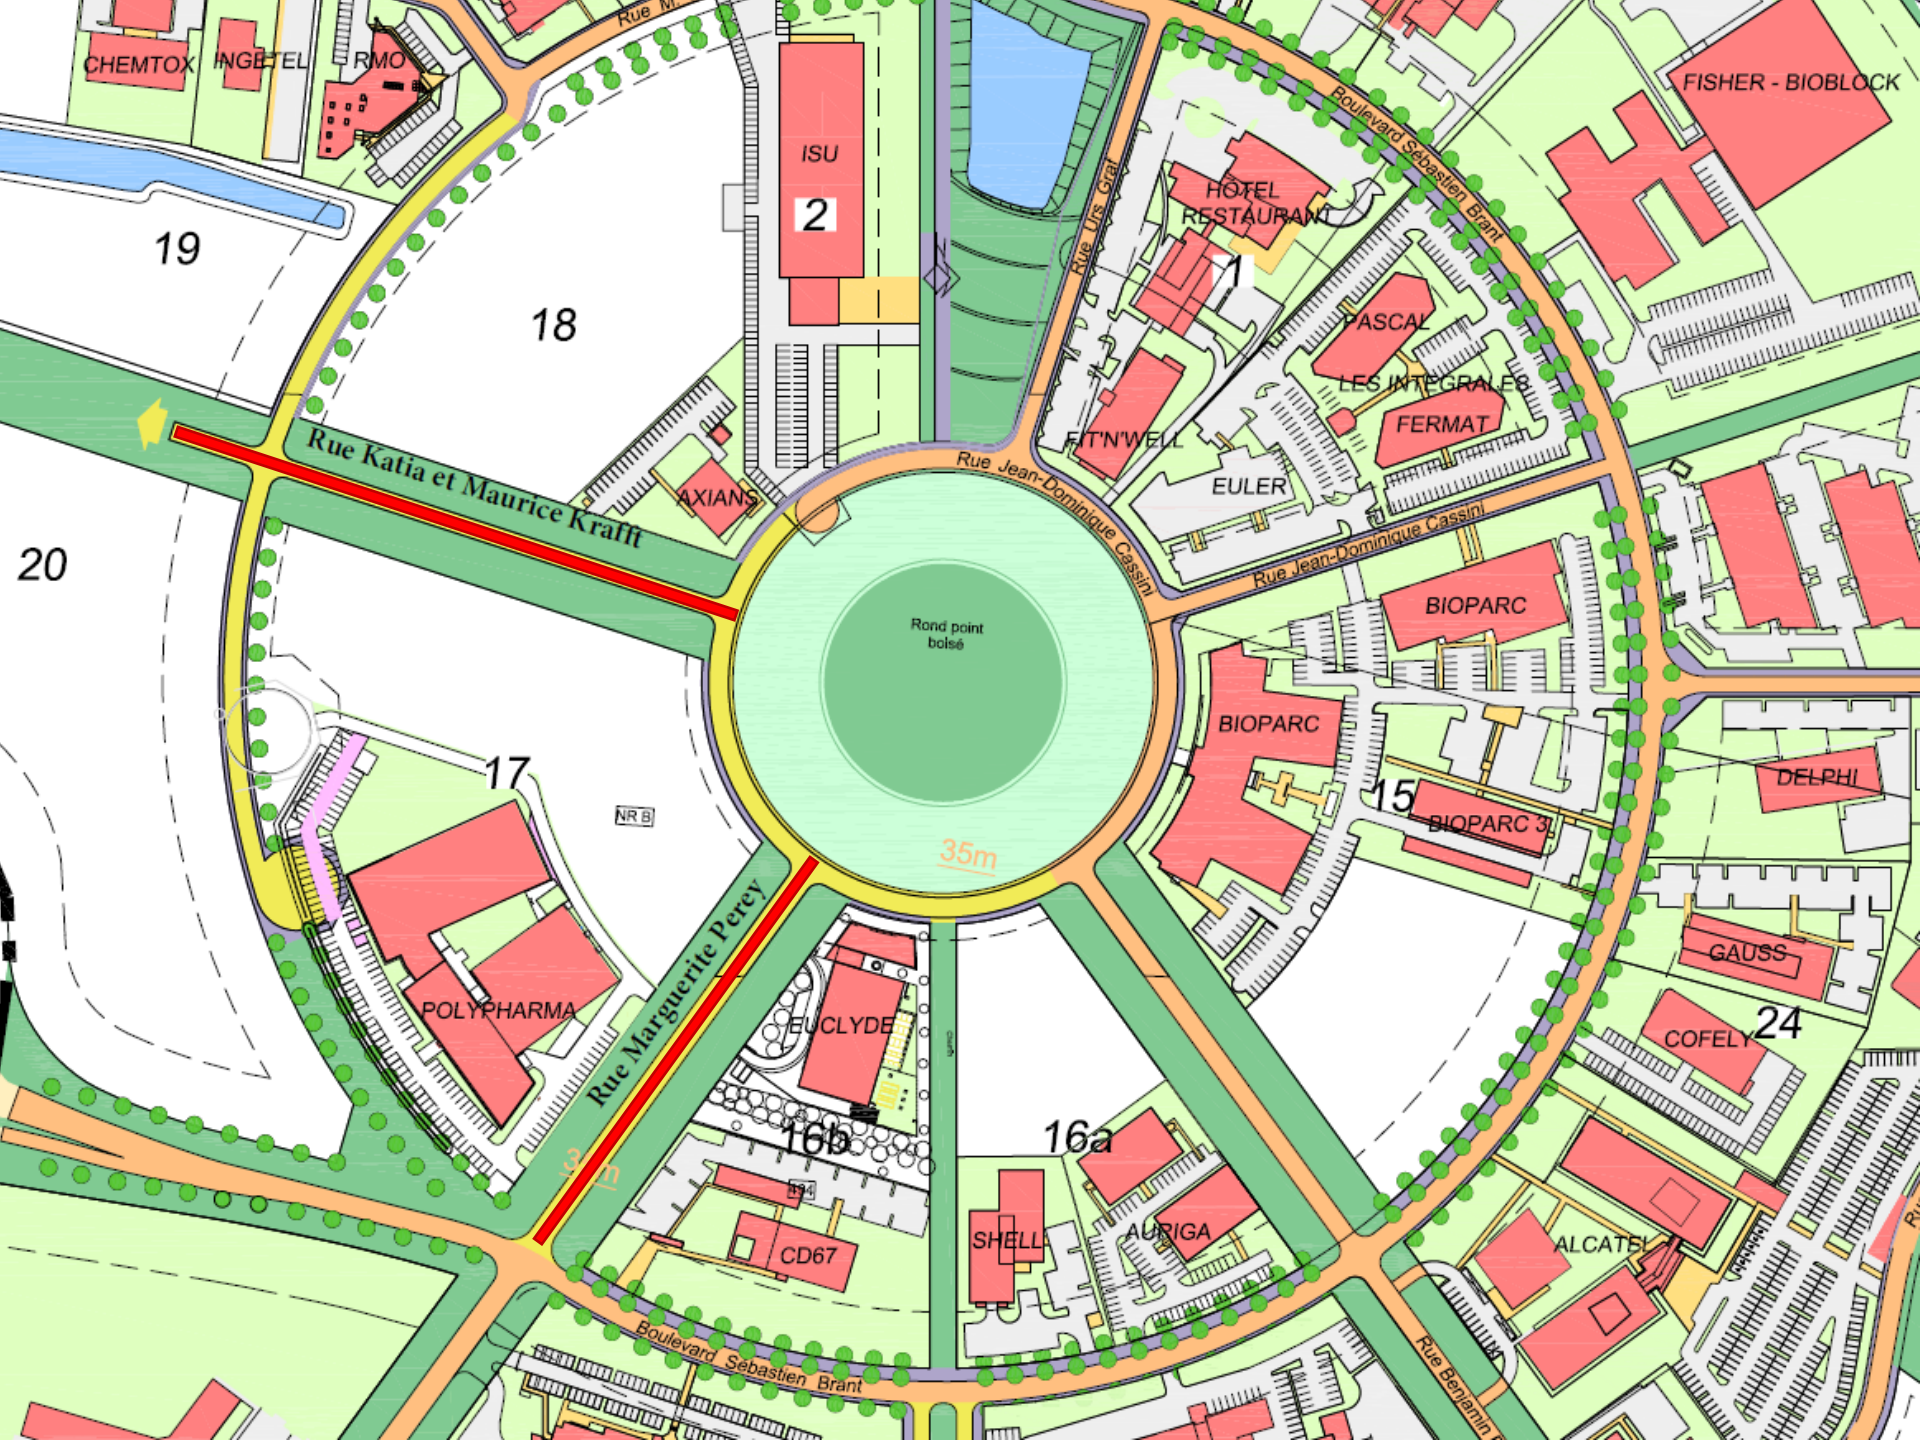 Rue M.
CHEMTOX
INGETEL
RMO
FISHER - BIOBLOCK
Boulevard Sébastien Brant
ISU
2
Rue Urs Graf
HOTEL
RESTAURANT
1
19
18
PASCAL
LES INTEGRALES
FERMAT
FIT'N'WELL
EULER
Rue Katia et Maurice Krafft
AXIANS
Rue Jean-Dominique Cassini
Rue Jean-Dominique Cassini
20
BIOPARC
Rond point
boisé
BIOPARC
17
NR B
15
DELPHI
BIOPARC 3
35m
Rue Marguerite Perey
GAUSS
POLYPHARMA
EUCLYDE
COFELY
24
16b
16a
494
CD67
SHELL
AURIGA
ALCATEL
Boulevard Sébastien Brant
Rue Benjamin